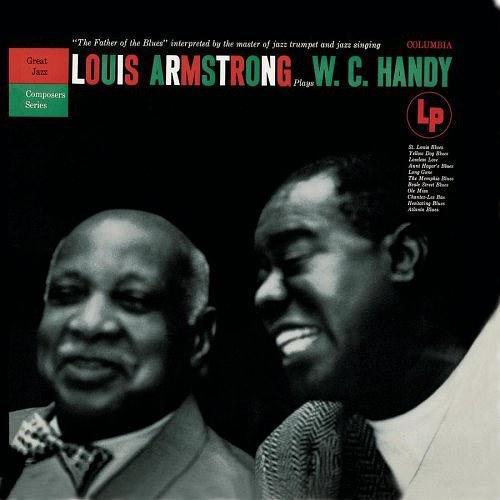 "The Father of the Blues" interpreted by the master of jazz trumpet and jazz singing
COLUMBIA
Great
Jazz
Composers
Series
LOUIS ARMSTRONG Plays W. C. HANDY
LP
St. Louis Blues
Yellow Dog Blues
Loveless Love
Aunt Hagar's Blues
Long Gone
The Memphis Blues
Beale Street Blues
Ole Miss
Chantez-Les Bas
Hesitating Blues
Atlanta Blues